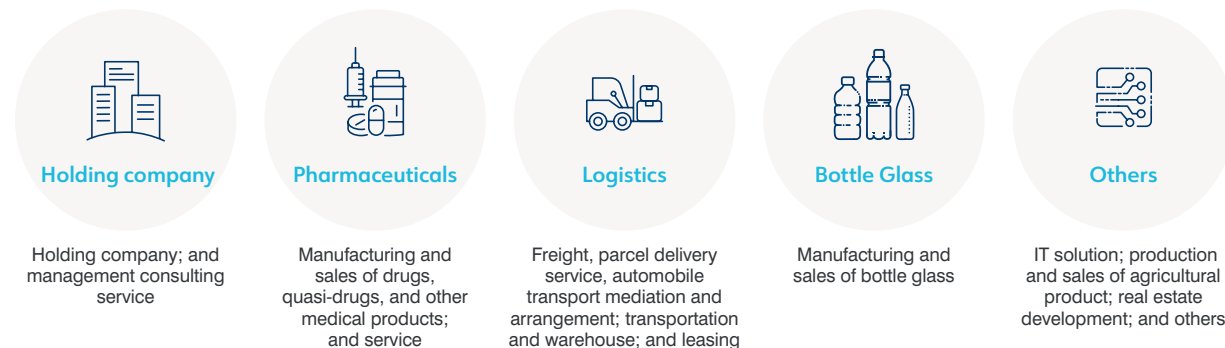 Holding company
Pharmaceuticals
Logistics
Bottle Glass
Others
Holding company; and
management consulting
service
Manufacturing and
sales of drugs,
quasi-drugs, and other
medical products;
and service
Freight, parcel delivery
service, automobile
transport mediation and
arrangement; transportation
and warehouse; and leasing
Manufacturing and
sales of bottle glass
IT solution; production
and sales of agricultural
product; real estate
development; and others